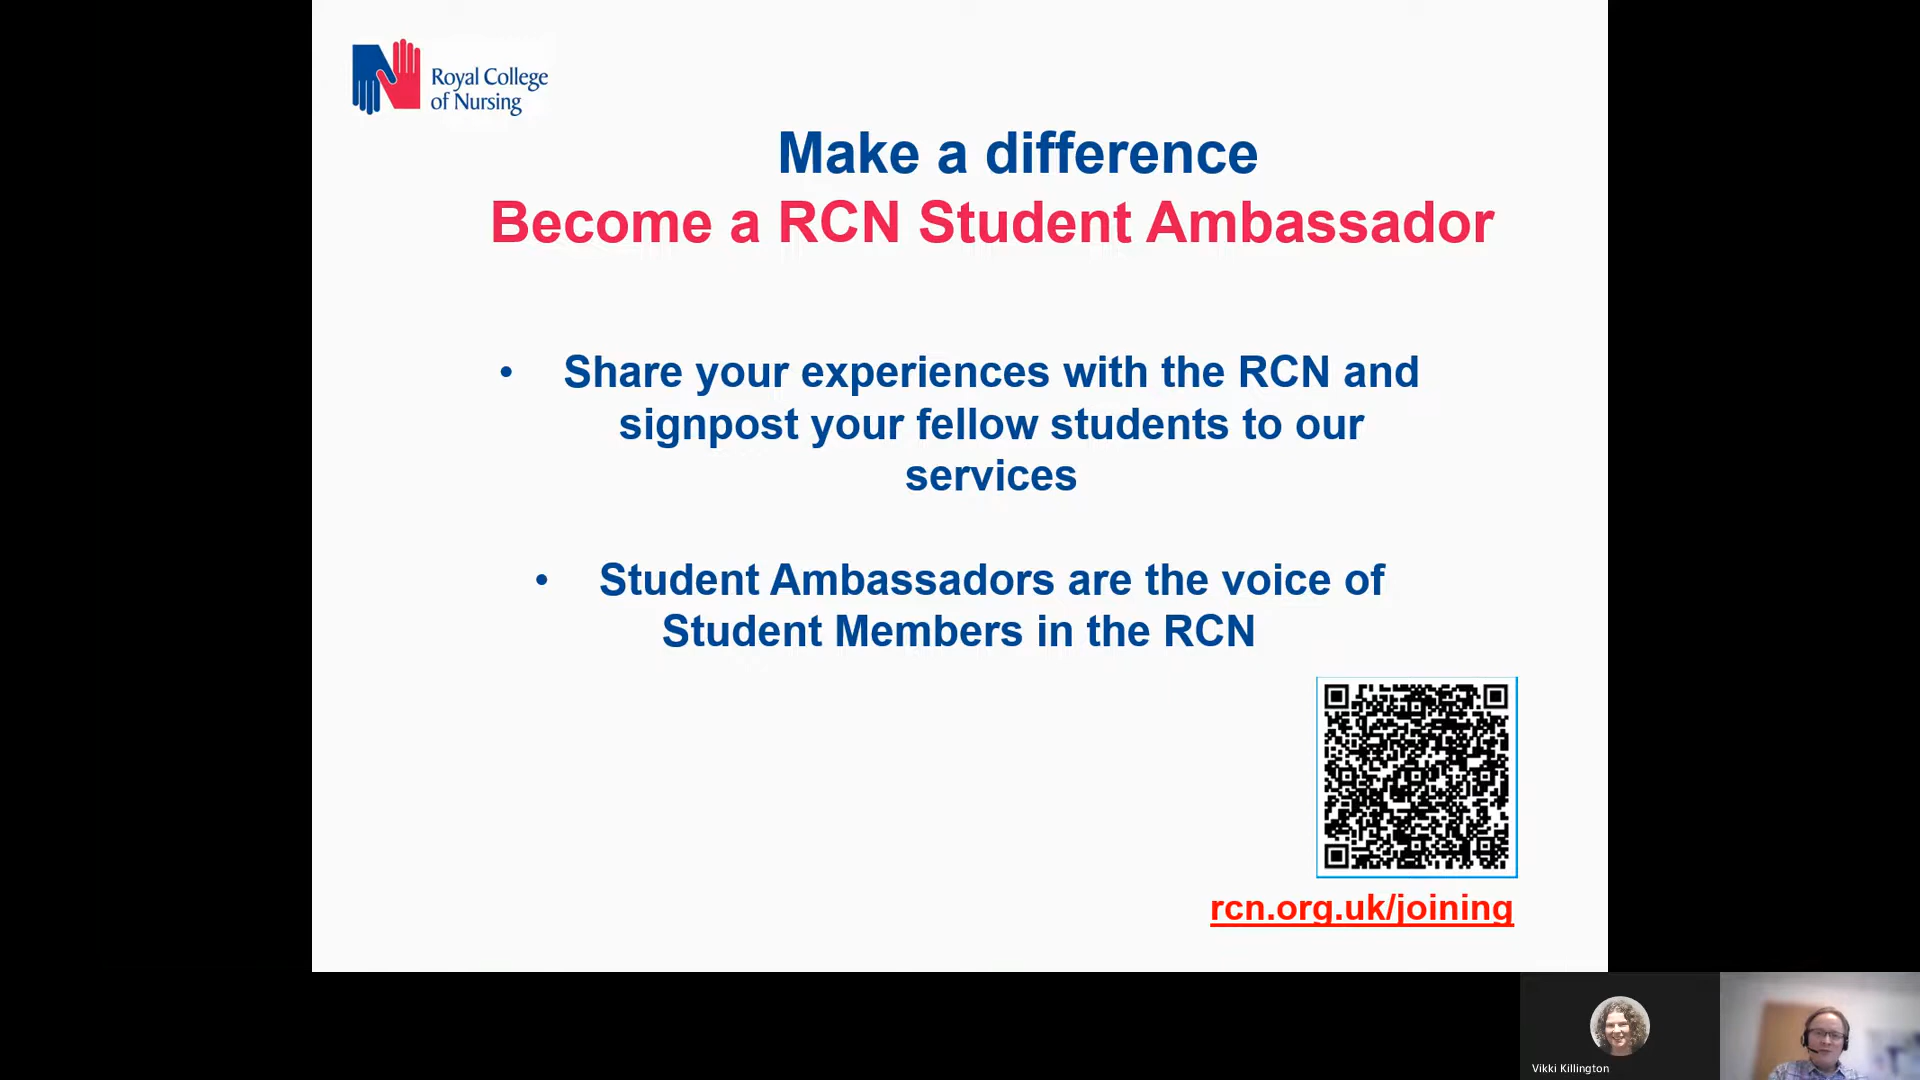 Royal College
of Nursing
Make a difference
Become a RCN Student Ambassador
• Share your experiences with the RCN and
signpost your fellow students to our
services
• Student Ambassadors are the voice of
Student Members in the RCN
rcn.org.uk/joining
Vikki Killington